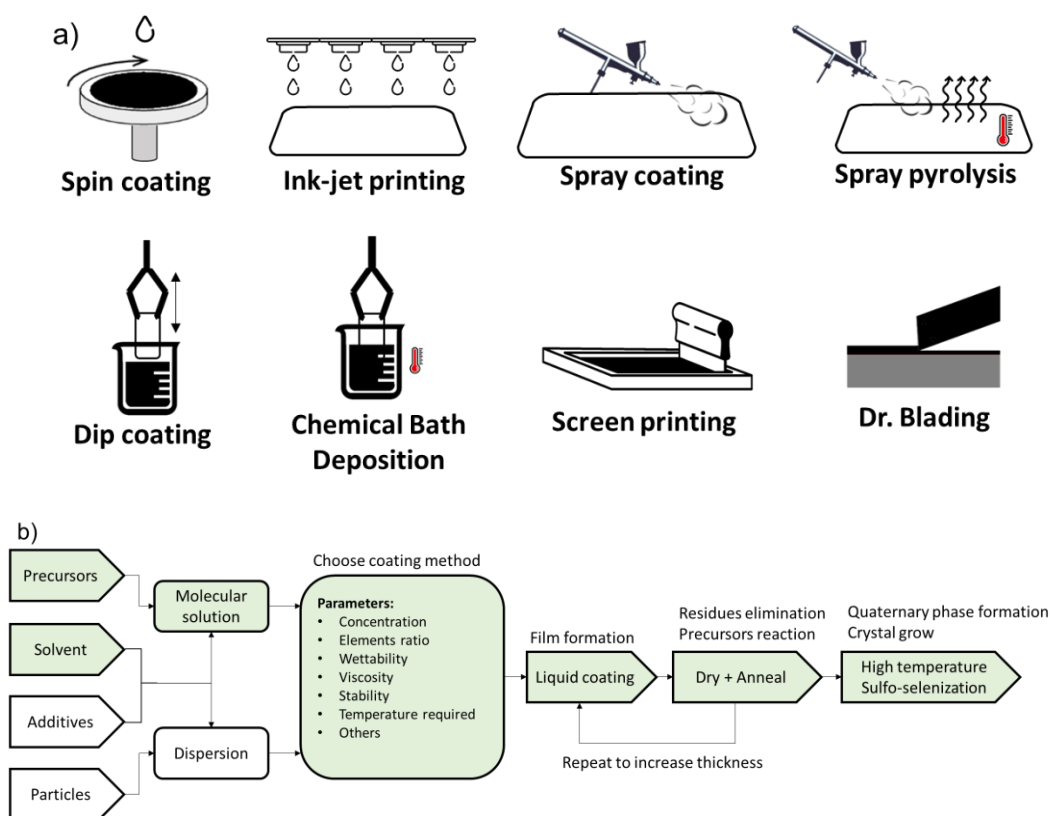 a)
Spin coating
Ink-jet printing
Spray coating
Spray pyrolysis
Dip coating
Chemical Bath
Deposition
Screen printing
Dr. Blading
b)
Precursors
Solvent
Additives
Particles
Molecular
solution
Dispersion
Choose coating method
Parameters:
• Concentration
• Elements ratio
• Wettability
• Viscosity
• Stability
• Temperature required
• Others
Film formation
Liquid coating
Residues elimination
Precursors reaction
Dry + Anneal
Repeat to increase thickness
Quaternary phase formation
Crystal grow
High temperature
Sulfo-selenization